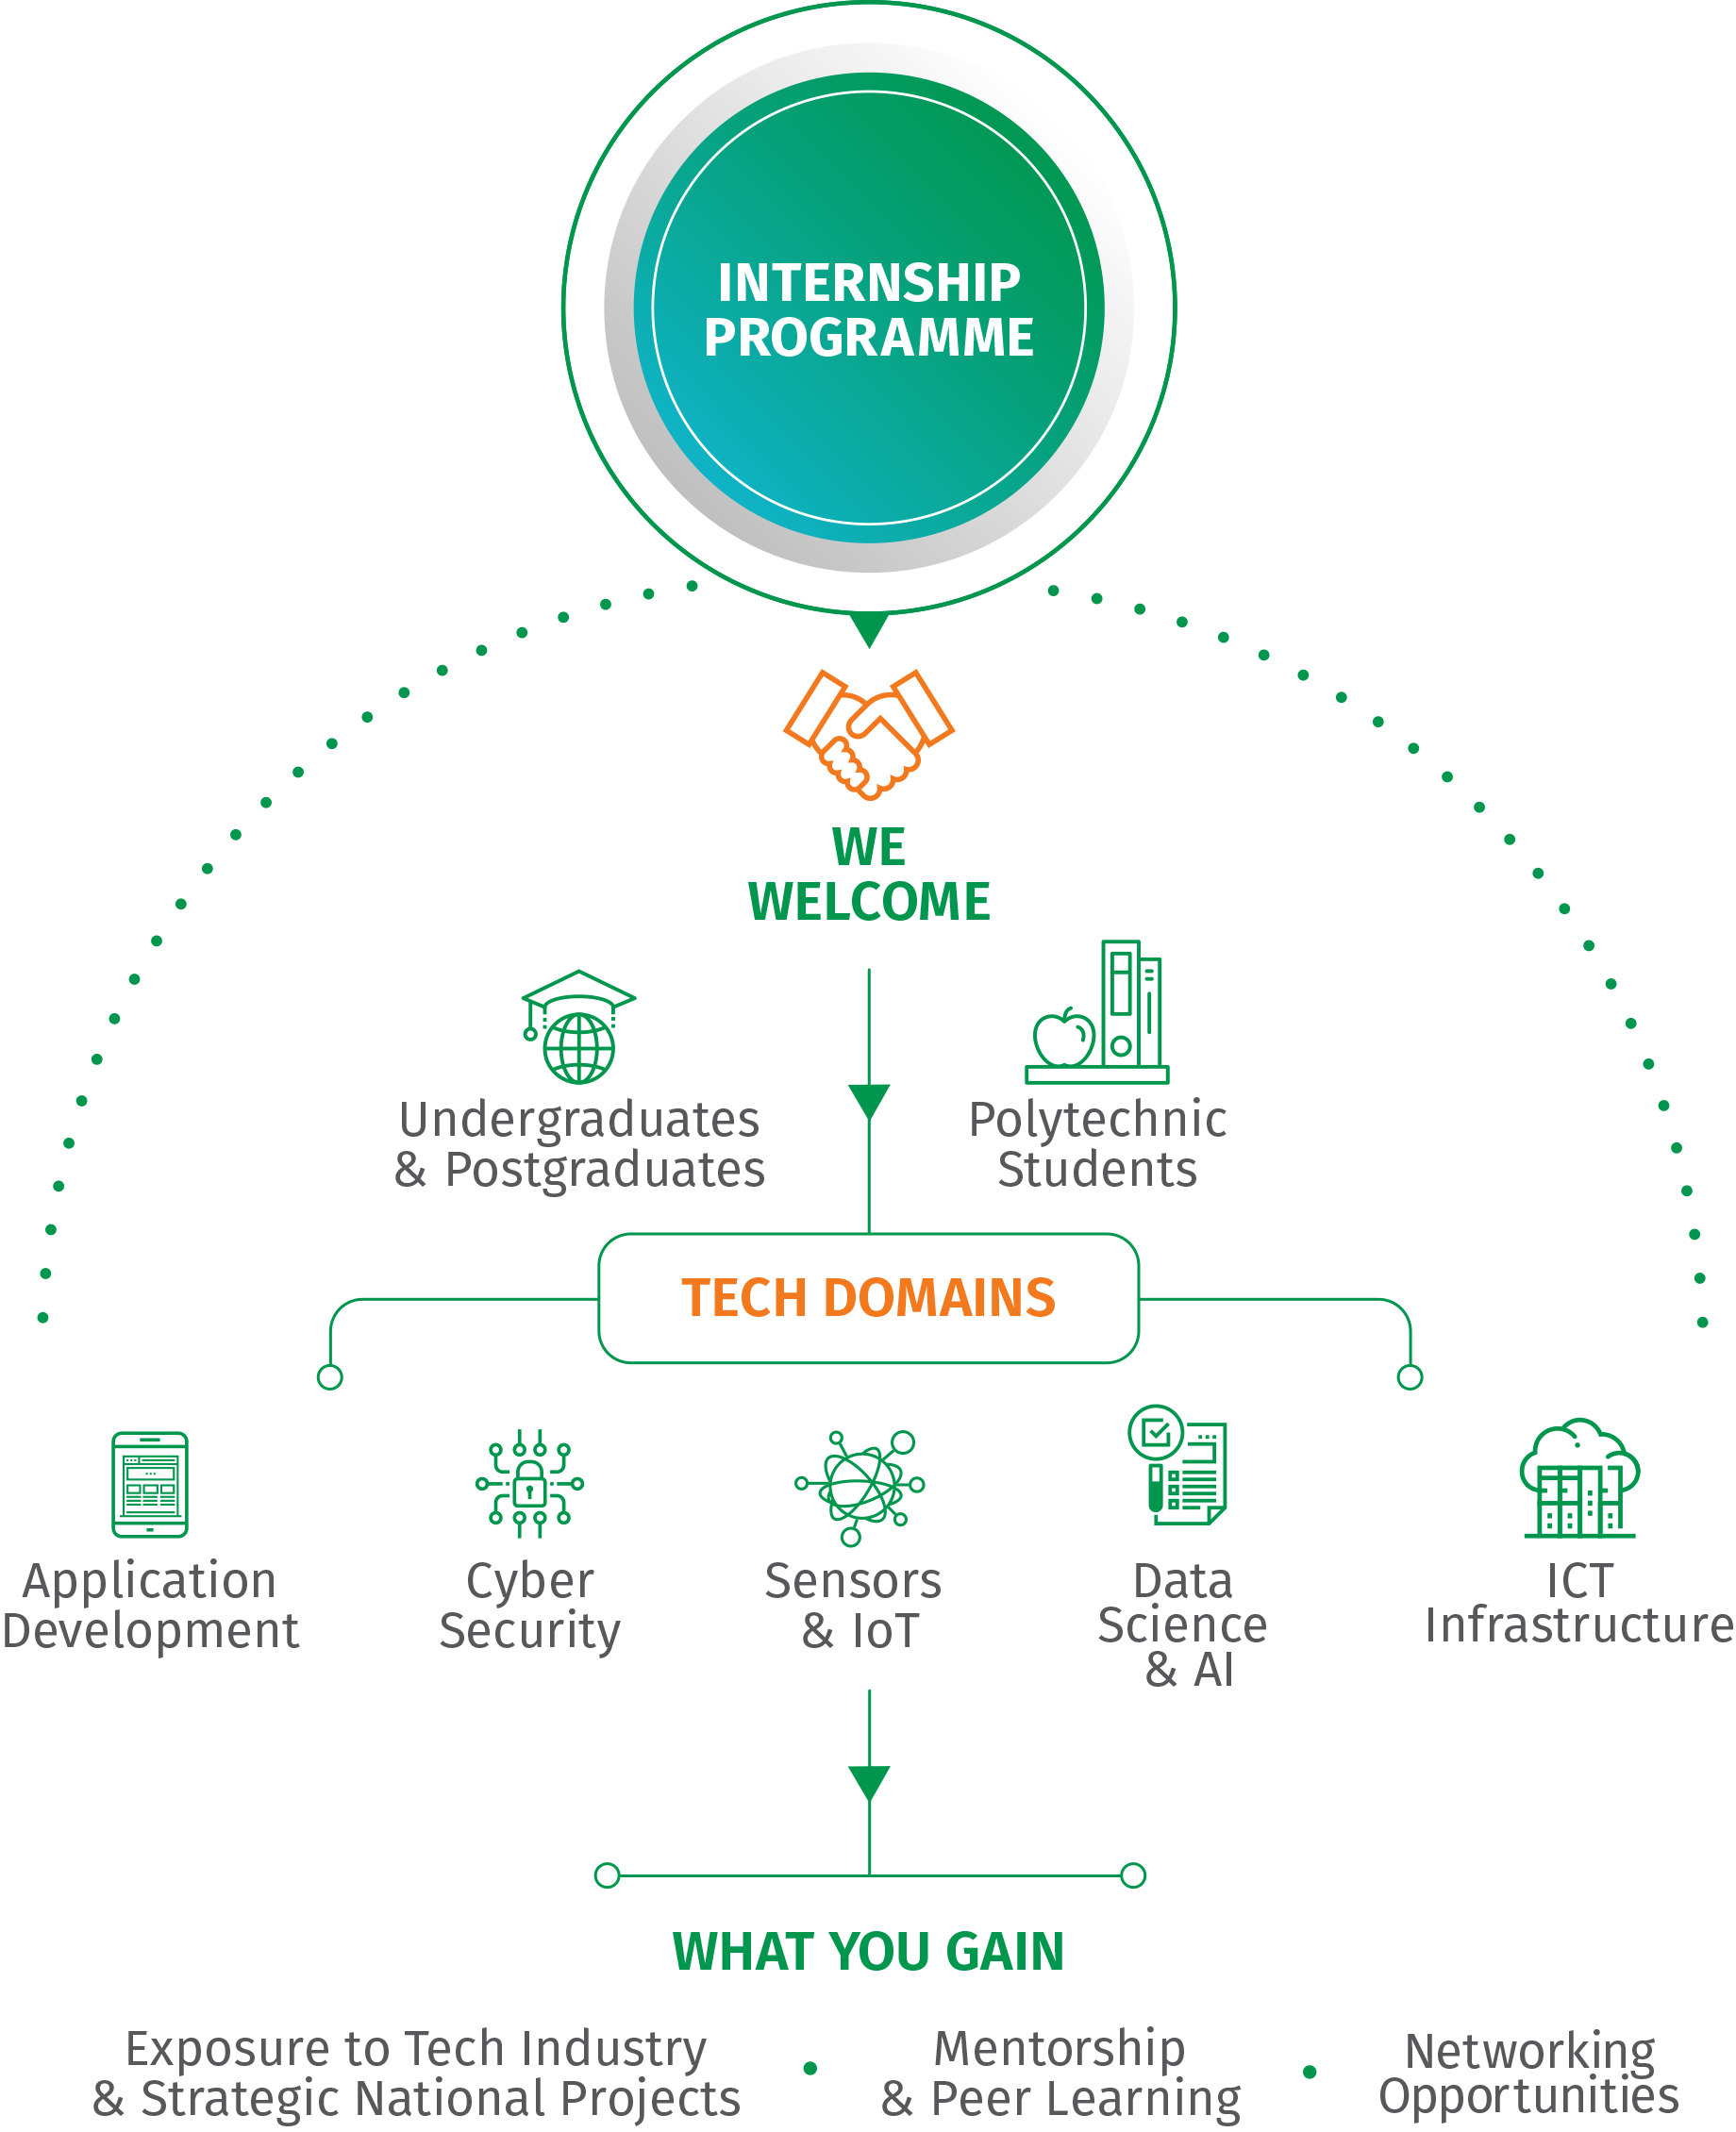 INTERNSHIP
PROGRAMME
WE
WELCOME
Undergraduates
& Postgraduates
Polytechnic
Students
TECH DOMAINS
Application
Development
Cyber
Security
Sensors
& IoT
Data
Science
& AI
ICT
Infrastructure
WHAT YOU GAIN
Exposure to Tech Industry
& Strategic National Projects
Mentorship
& Peer Learning
Networking
Opportunities